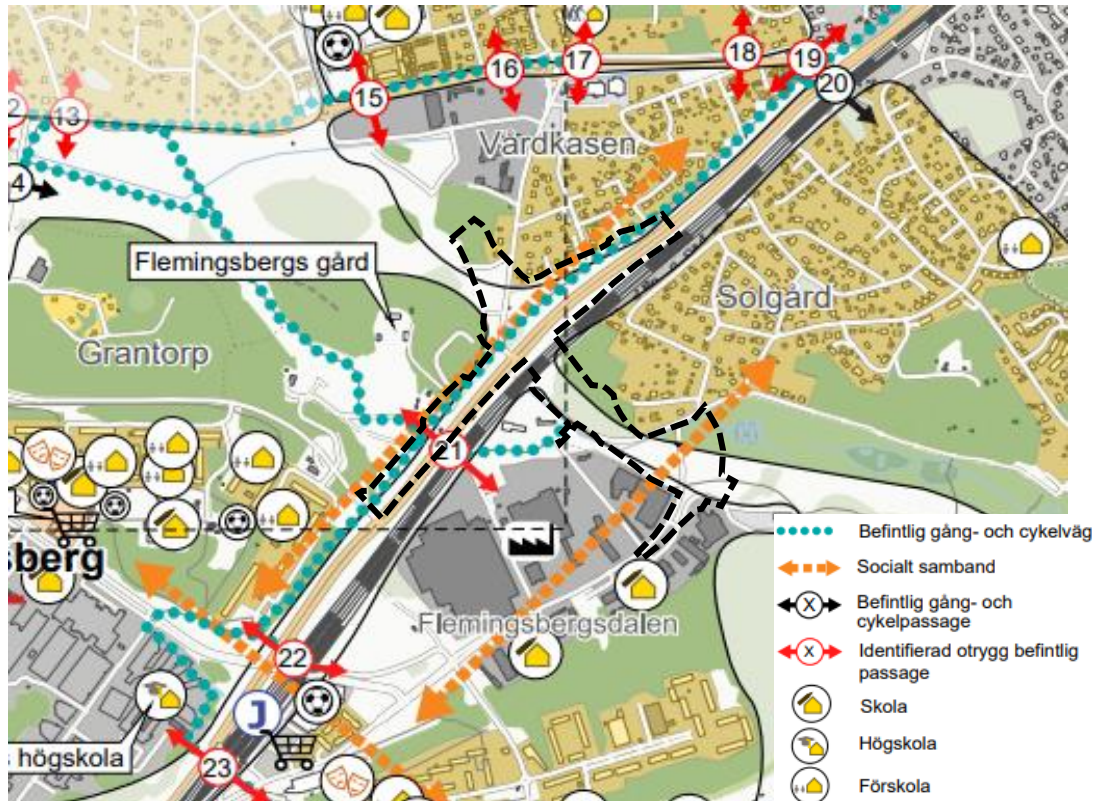 15
16
17
18
19
20
13
2
4
Vårdkasen
Flemingsbergs gård
Solgård
Grantorp
21
sberg
Flemingsbergsdalen
22
J
s högskola
23
Befintlig gång- och cykelväg
Socialt samband
X
Befintlig gång- och
cykelpassage
X
Identifierad otrygg befintlig
passage
Skola
Högskola
Förskola